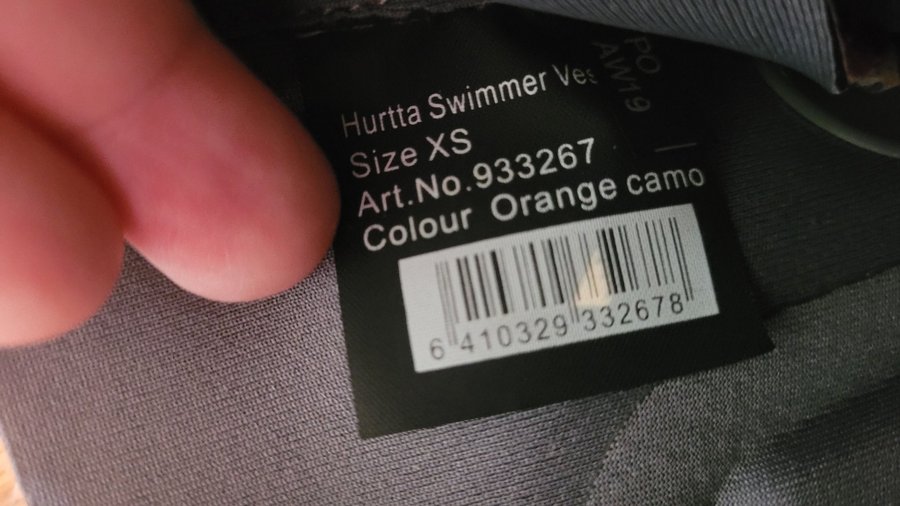 Hurtta Swimmer Ves
Size XS
Art.No.933267
Colour Orange camo
6 410329 332678
PO
AW19